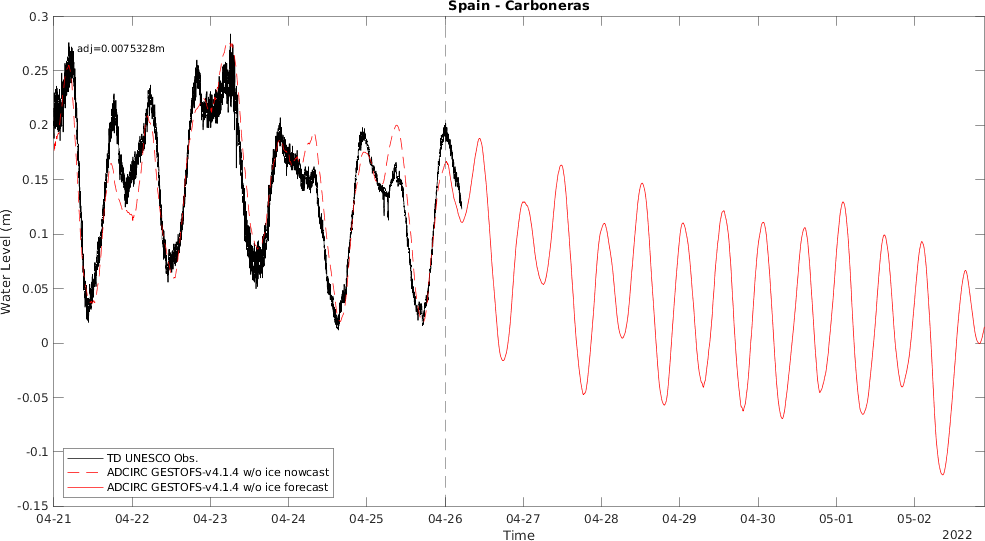 Spain - Carboneras
adj=0.0075328m
0.3
0.25
0.2
0.15
0.1
0.05
0
-0.05
-0.1
-0.15
Water Level (m)
TD UNESCO Obs.
ADCIRC GESTOFS-v4.1.4 w/o ice nowcast
ADCIRC GESTOFS-v4.1.4 w/o ice forecast
04-21 04-22 04-23 04-24 04-25 04-26 04-27 04-28 04-29 04-30 05-01 05-02
Time
2022